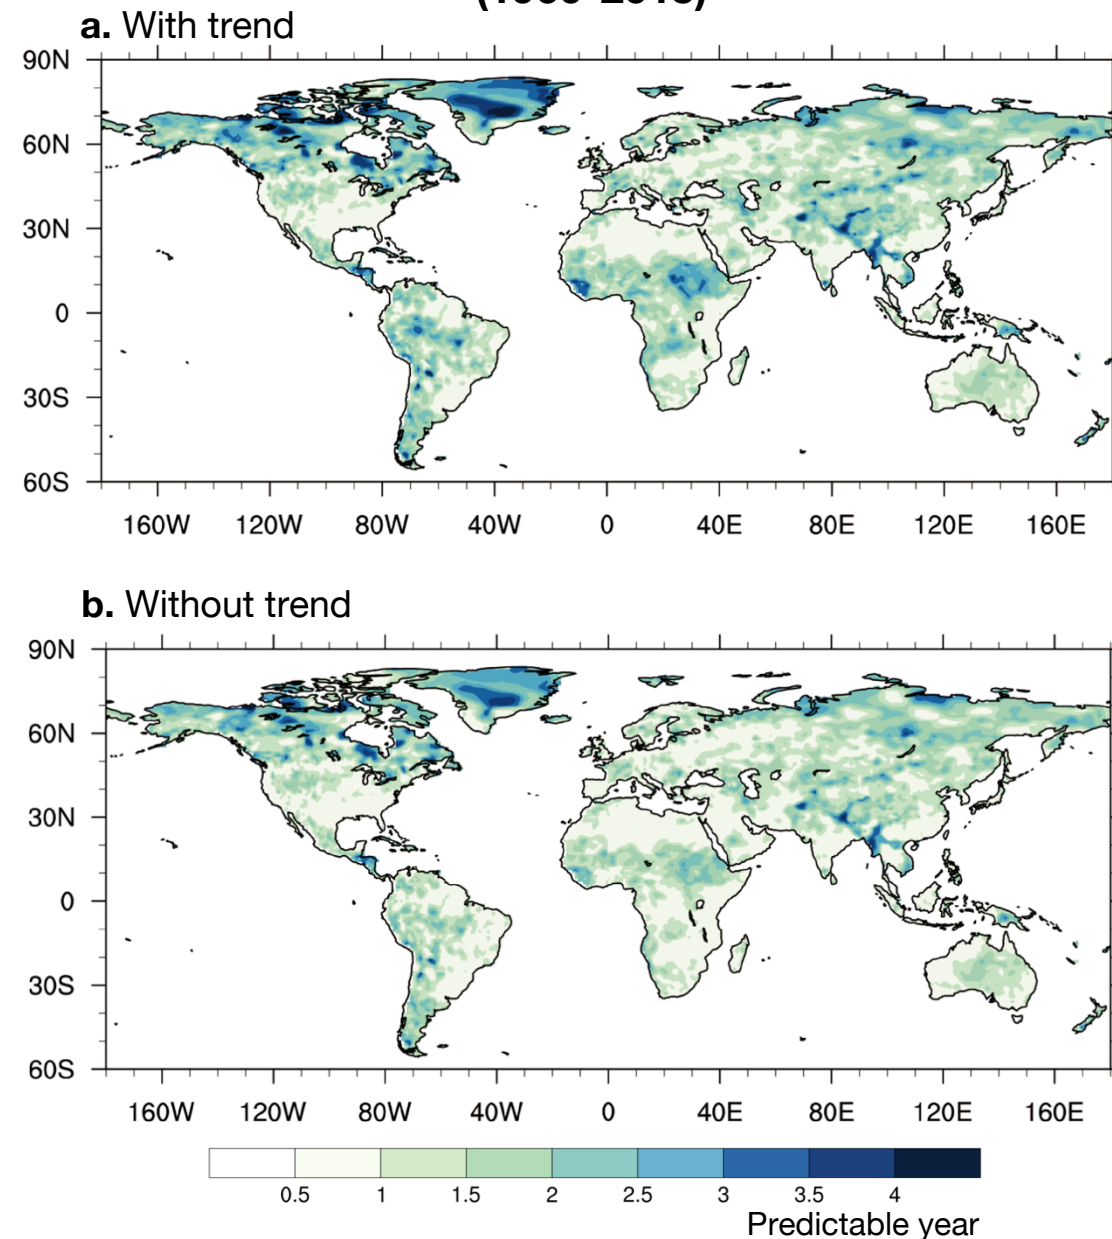 a. With trend
90N
60N
30N
0
30S
60S
160W 120W 80W 40W 0 40E 80E 120E 160E
b. Without trend
90N
60N
30N
0
30S
60S
160W 120W 80W 40W 0 40E 80E 120E 160E
0.5 1 1.5 2 2.5 3 3.5 4
Predictable year